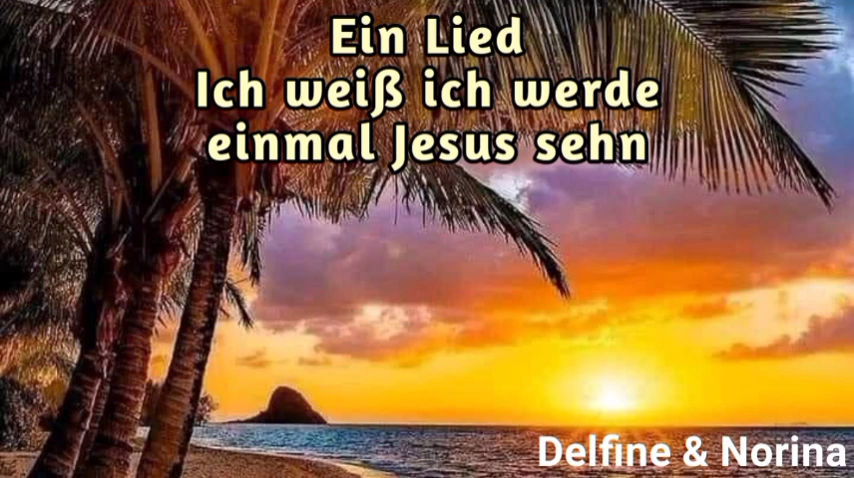 Ein Lied
Ich weiß ich werde
einmal Jesus sehn
Delfine & Norina